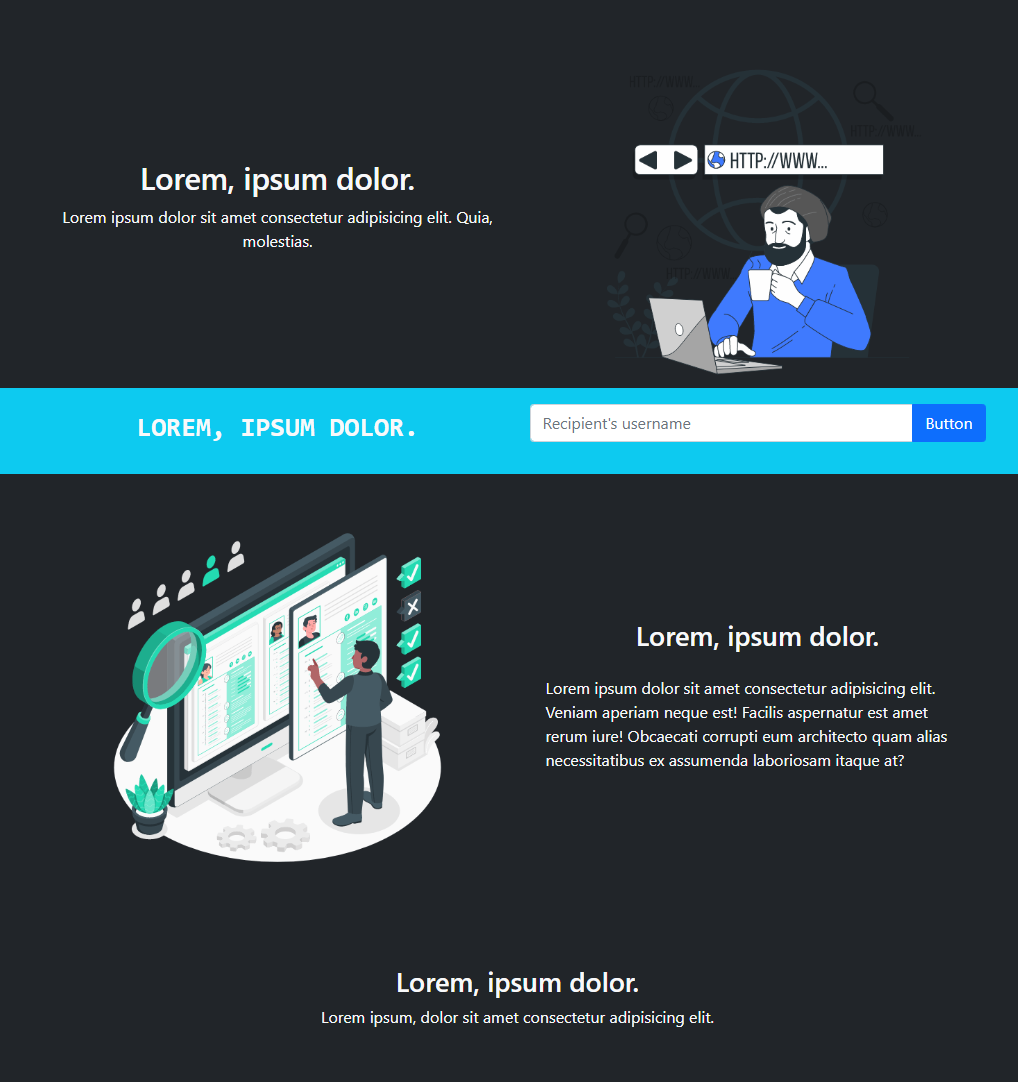 HTTP://WWW...
HTTP://WWW...
HTTP://WWW...
Lorem, ipsum dolor.
Lorem ipsum dolor sit amet consectetur adipisicing elit. Quia,
molestias.
HTTP://WWW...
LOREM, IPSUM DOLOR.
Recipient's username
Button
Lorem, ipsum dolor.
Lorem ipsum dolor sit amet consectetur adipisicing elit.
Veniam aperiam neque est! Facilis aspernatur est amet
rerum iure! Obcaecati corrupti eum architecto quam alias
necessitatibus ex assumenda laboriosam itaque at?
Lorem, ipsum dolor.
Lorem ipsum, dolor sit amet consectetur adipisicing elit.